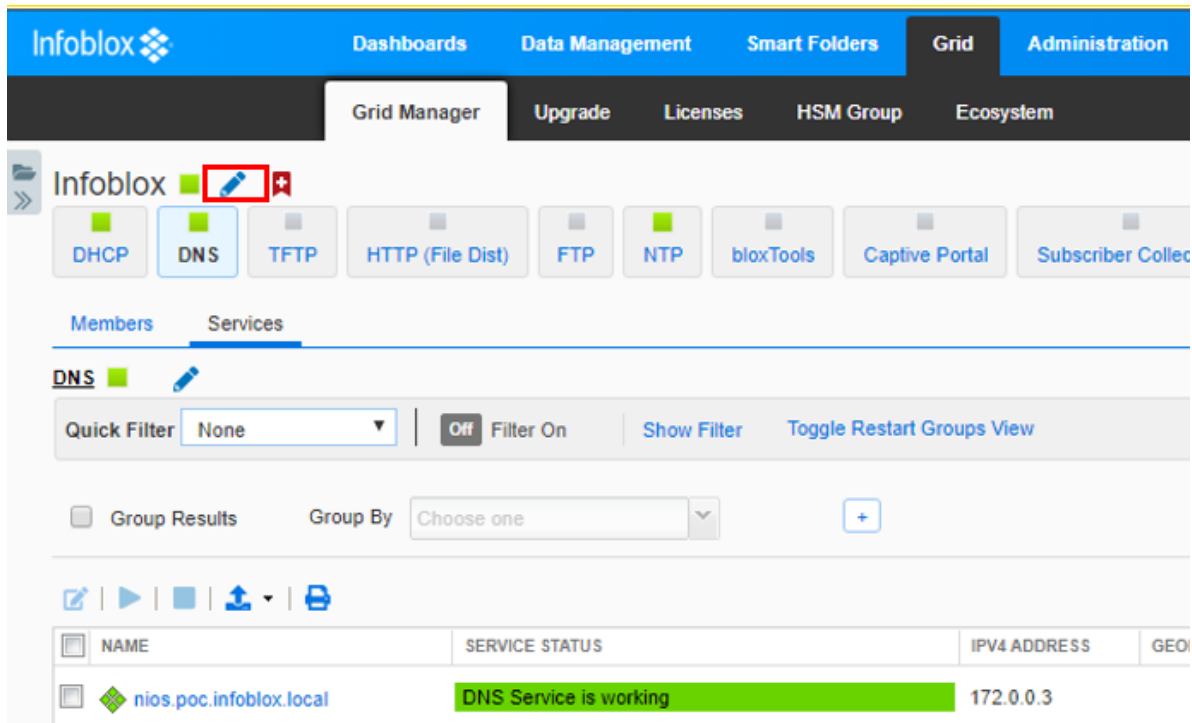 Infoblox Dashboards Data Management Smart Folders Grid Administration
Grid Manager Upgrade Licenses HSM Group Ecosystem
Infoblox
DHCP DNS TFTP HTTP (File Dist) FTP NTP bloxTools Captive Portal Subscriber Collec
Members Services
DNS
Quick Filter None Off Filter On Show Filter Toggle Restart Groups View
Group Results Group By Choose one +
NAME SERVICE STATUS IPV4 ADDRESS GEO
nios.poc.infoblox.local DNS Service is working 172.0.0.3